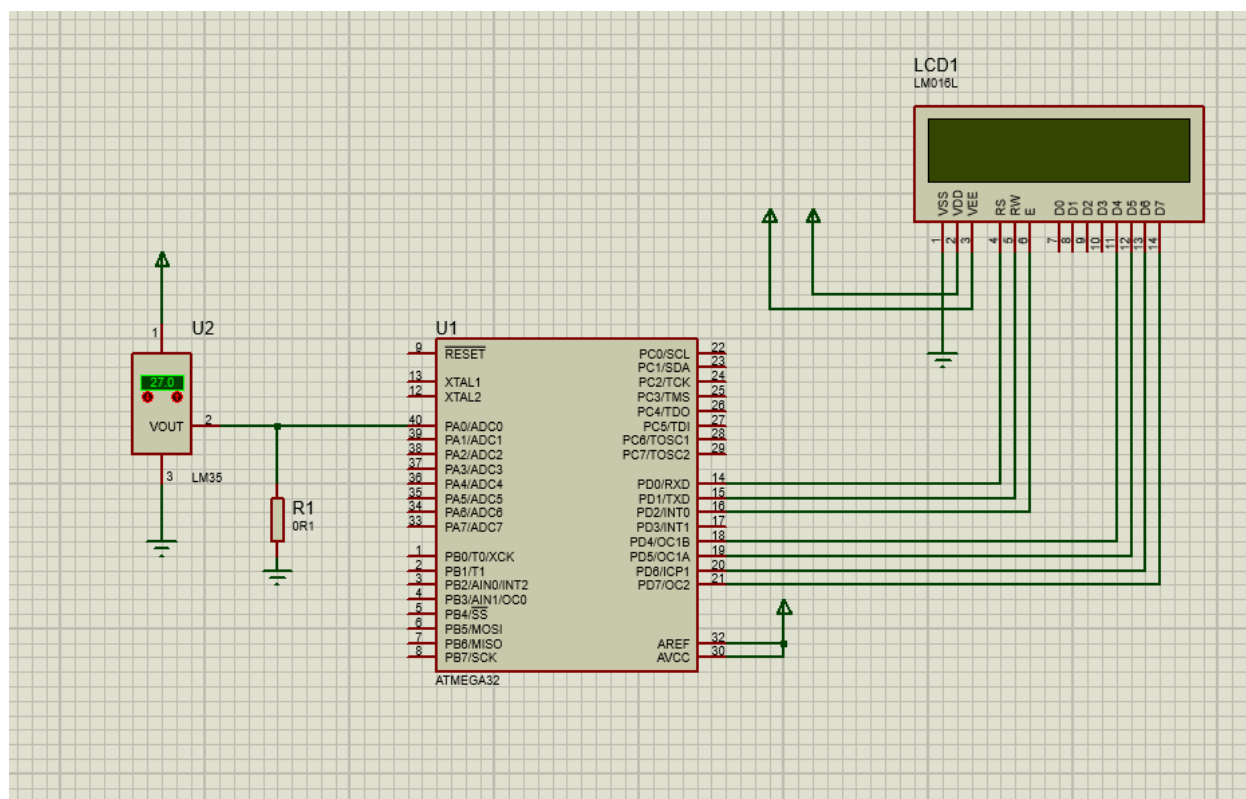 LCD1
LM016L
VSS
VDD
VEE
RS
RW
E
D0
D1
D2
D3
D4
D5
D6
D7
1
2
3
4
5
6
7
8
9
10
11
12
13
14
U2
1
27.0
VOUT
2
3
LM35
R1
0R1
U1
9 RESET
13 XTAL1
12 XTAL2
40 PA0/ADC0
39 PA1/ADC1
38 PA2/ADC2
37 PA3/ADC3
36 PA4/ADC4
35 PA5/ADC5
34 PA6/ADC6
33 PA7/ADC7
1 PB0/T0/XCK
2 PB1/T1
3 PB2/AIN0/INT2
4 PB3/AIN1/OC0
5 PB4/SS
6 PB5/MOSI
7 PB6/MISO
8 PB7/SCK
PC0/SCL 22
PC1/SDA 23
PC2/TCK 24
PC3/TMS 25
PC4/TDO 26
PC5/TDI 27
PC6/TOSC1 28
PC7/TOSC2 29
PD0/RXD 14
PD1/TXD 15
PD2/INT0 16
PD3/INT1 17
PD4/OC1B 18
PD5/OC1A 19
PD6/ICP1 20
PD7/OC2 21
AREF 32
AVCC 30
ATMEGA32